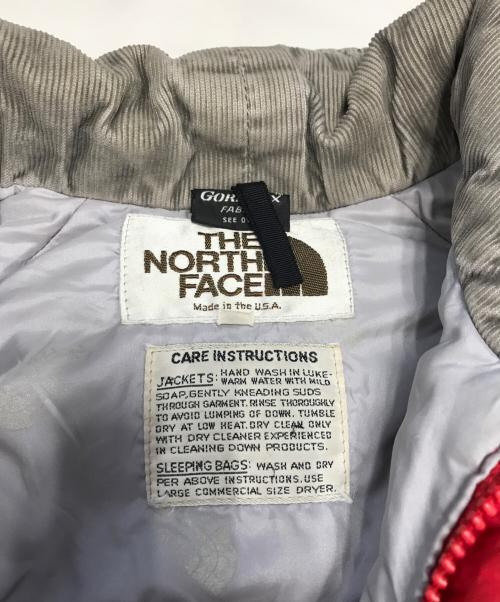 FAB
SEE
THE
NORTH
FACE
Made in the U.S.A.
CARE INSTRUCTIONS
JACKETS: HAND WASH IN LUKE-
WARM WATER WITH MILD
SOAP, GENTLY KNEADING SUDS
THROUGH GARMENT. RINSE THOROUGHLY
TO AVOID LUMPING OF DOWN. TUMBLE
DRY AT LOW HEAT. DRY CLEAN ONLY
WITH DRY CLEANER EXPERIENCED
IN CLEANING DOWN PRODUCTS.
SLEEPING BAGS: WASH AND DRY
PER ABOVE INSTRUCTIONS. USE
LARGE COMMERCIAL SIZE DRYER.